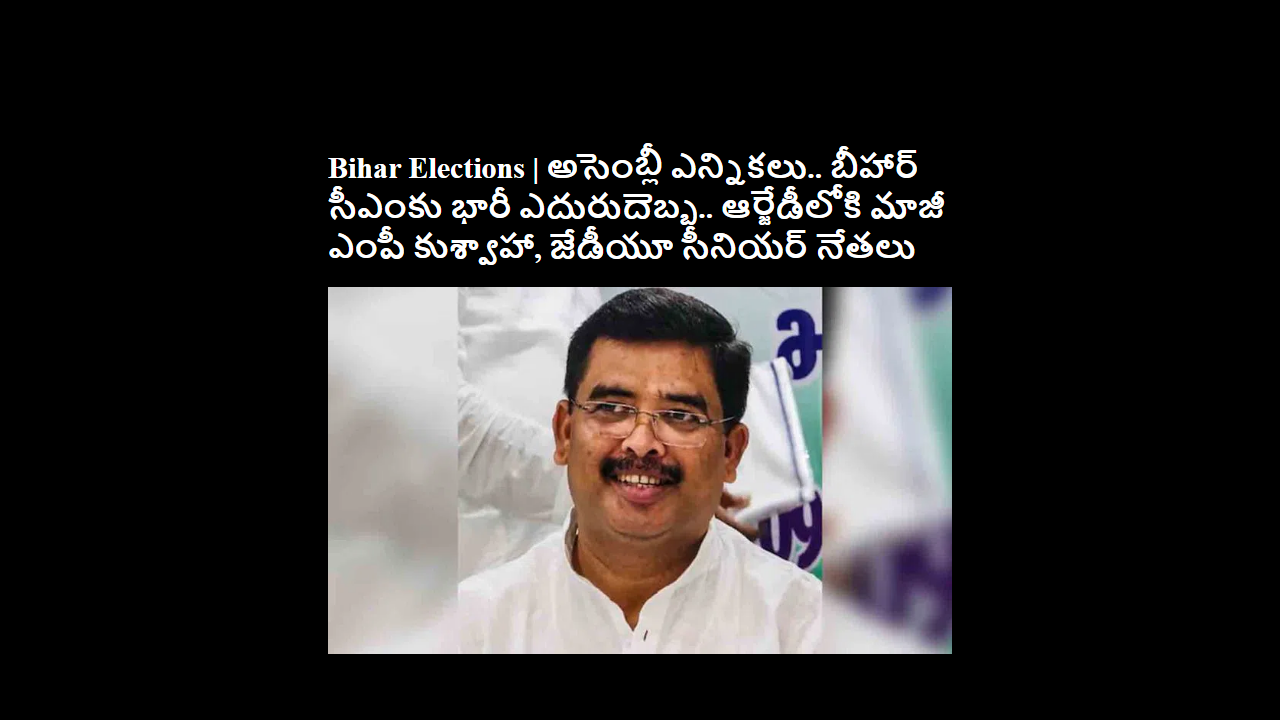 Bihar Elections | అసెంబ్లీ ఎన్నికలు.. బీహార్
సీఎంకు భారీ ఎదురుదెబ్బ.. ఆర్జేడీలోకి మాజీ
ఎంపీ కుశ్వాహా, జేడీయూ సీనియర్ నేతలు